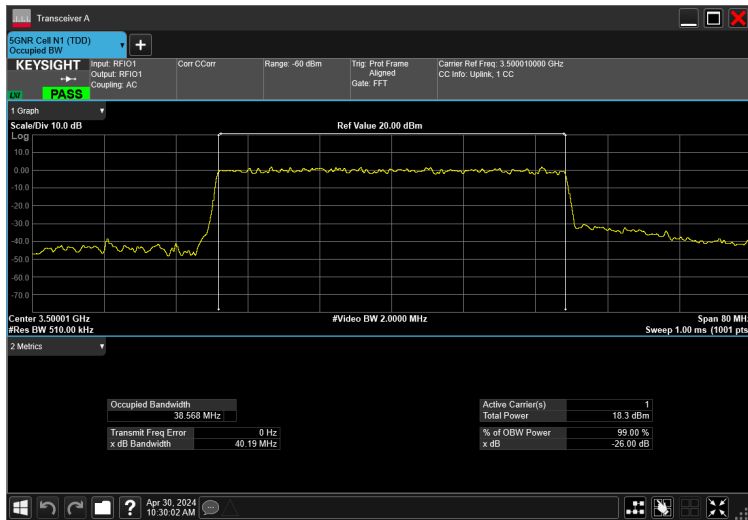 Transceiver A
5GNR Cell N1 (TDD)
Occupied BW
KEYSIGHT
LXI
PASS
Input: RFIO1
Output: RFIO1
Coupling: AC
Corr CCorr
Range: -60 dBm
Trig: Prot Frame
Aligned
Gate: FFT
Carrier Ref Freq: 3.500010000 GHz
CC Info: Uplink, 1 CC
1 Graph
Scale/Div 10.0 dB
Ref Value 20.00 dBm
Log
10.0
0.00
-10.0
-20.0
-30.0
-40.0
-50.0
-60.0
-70.0
Center 3.50001 GHz
#Video BW 2.0000 MHz
Span 80 MH
#Res BW 510.00 kHz
Sweep 1.00 ms (1001 pts
2 Metrics
Occupied Bandwidth
38.568 MHz
Transmit Freq Error 0 Hz
x dB Bandwidth 40.19 MHz
Active Carrier(s) 1
Total Power 18.3 dBm
% of OBW Power 99.00 %
x dB -26.00 dB
?
Apr 30, 2024
10:30:02 AM